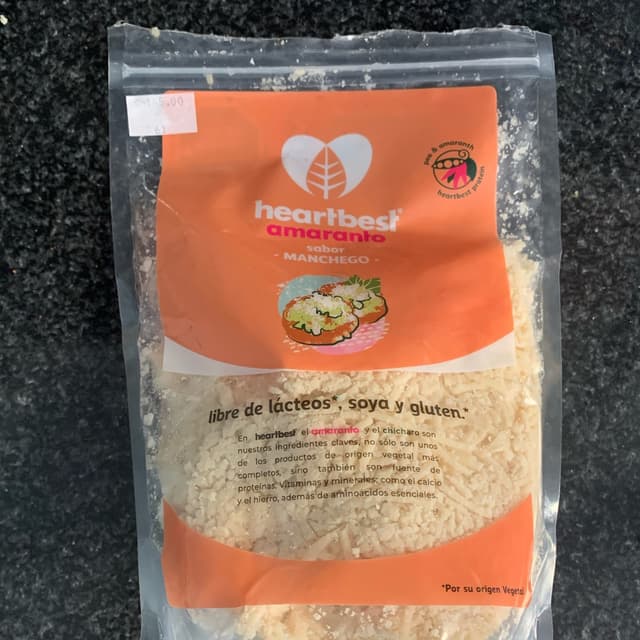 heartbest
amaranto
sabor
- MANCHEGO -
pea & amaranth
heartbest protein
libre de lácteos*, soya y gluten.*
En heartbest el amaranto y el chícharo son
nuestros ingredientes claves, no sólo son unos
de los productos de origen vegetal más
completos, sino también son fuente de
proteínas, vitaminas y minerales; como el calcio
y el hierro, además de aminoácidos esenciales.
*Por su origen Vegetal